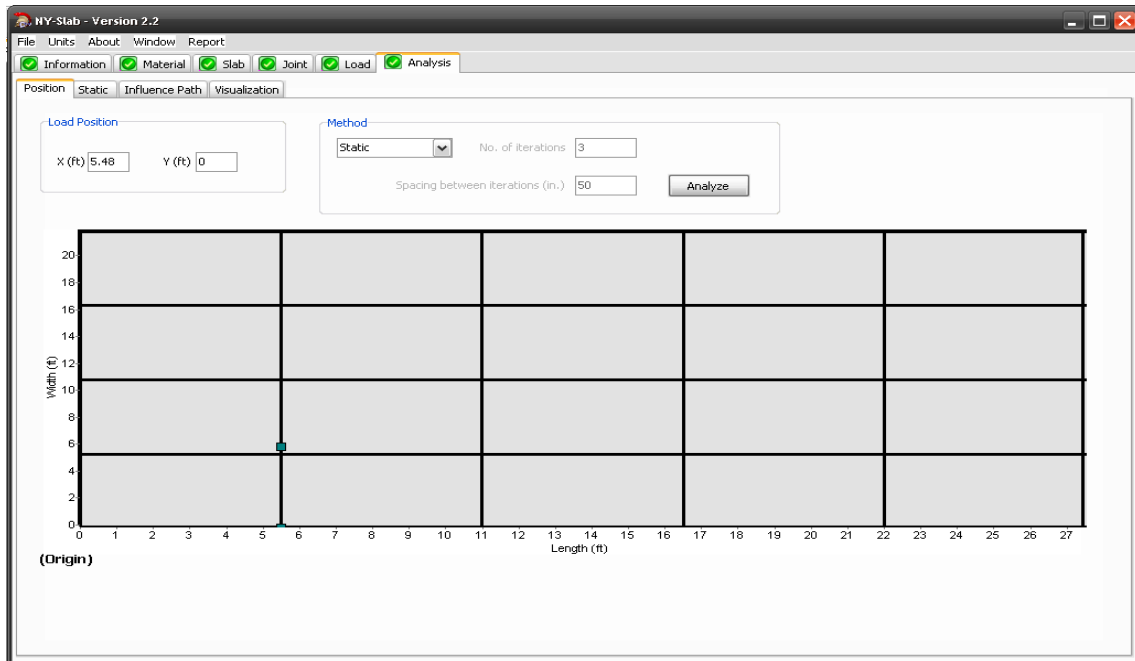 NY-Slab - Version 2.2
File Units About Window Report
Information Material Slab Joint Load Analysis
Position Static Influence Path Visualization
Load Position
X (ft) 5.48 Y (ft) 0
Method
Static No. of iterations 3
Spacing between iterations (in.) 50 Analyze
Width (ft)
20
18
16
14
12
10
8
6
4
2
0
0 1 2 3 4 5 6 7 8 9 10 11 12 13 14 15 16 17 18 19 20 21 22 23 24 25 26 27
Length (ft)
(Origin)